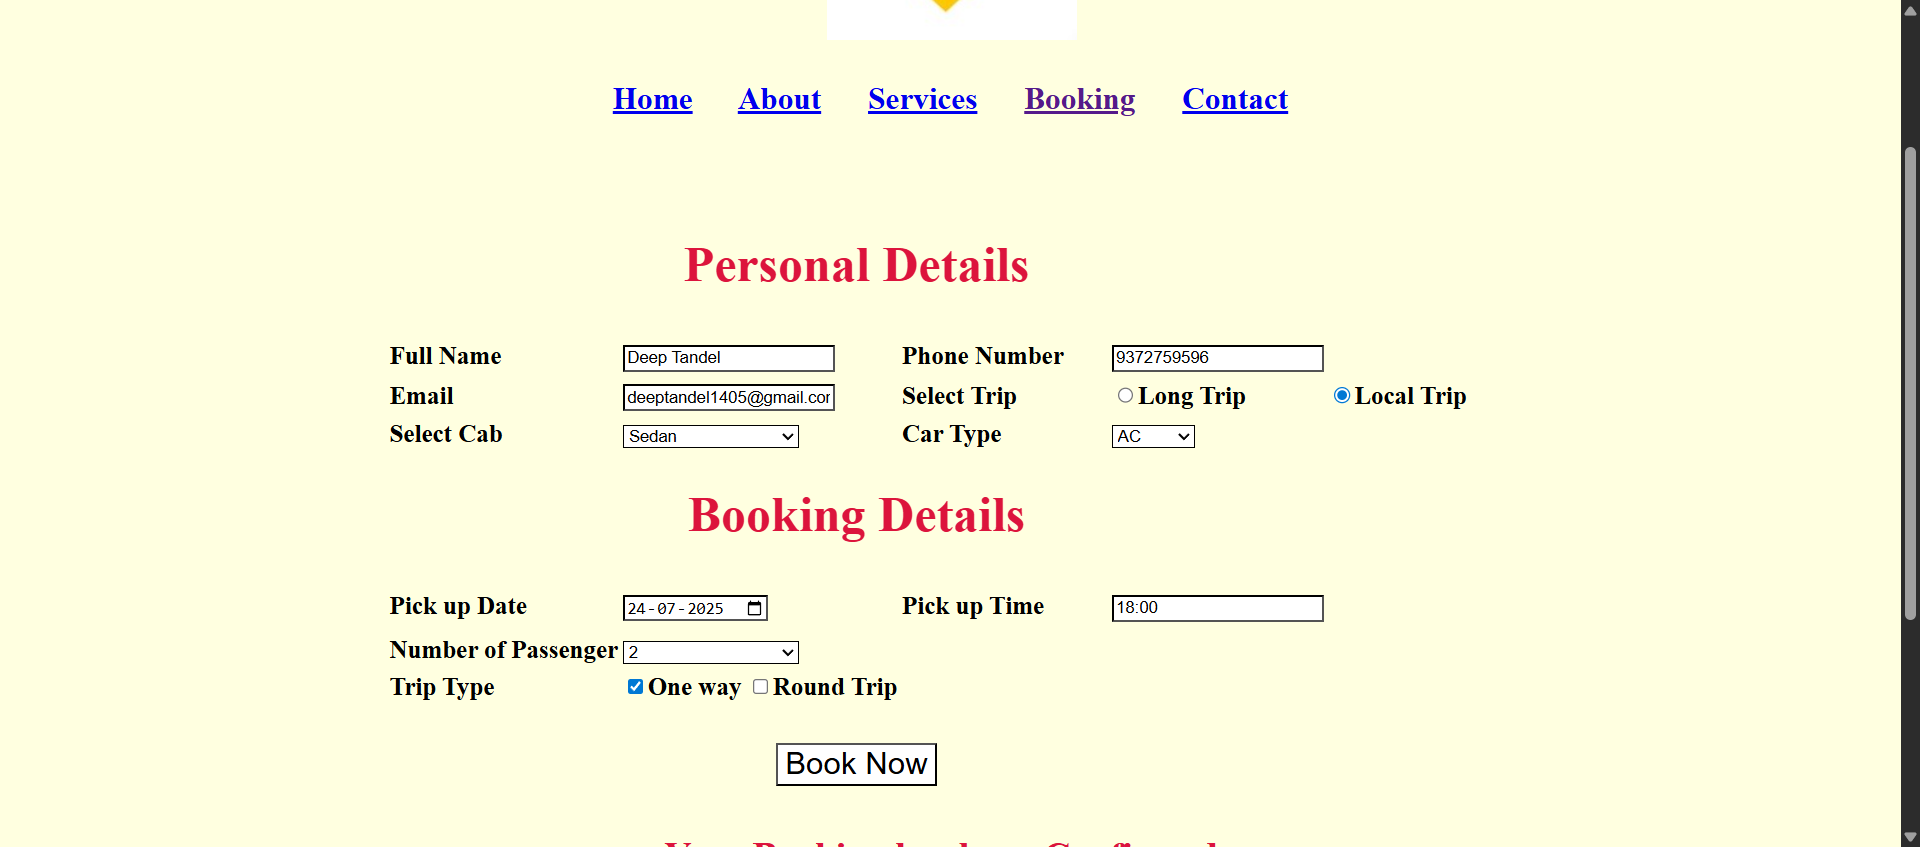 Home About Services Booking Contact
Personal Details
Full Name Deep Tandel Phone Number 9372759596
Email deeptandel1405@gmail.cor Select Trip Long Trip Local Trip
Select Cab Sedan Car Type AC
Booking Details
Pick up Date 24-07-2025 Pick up Time 18:00
Number of Passenger 2
Trip Type One way Round Trip
Book Now